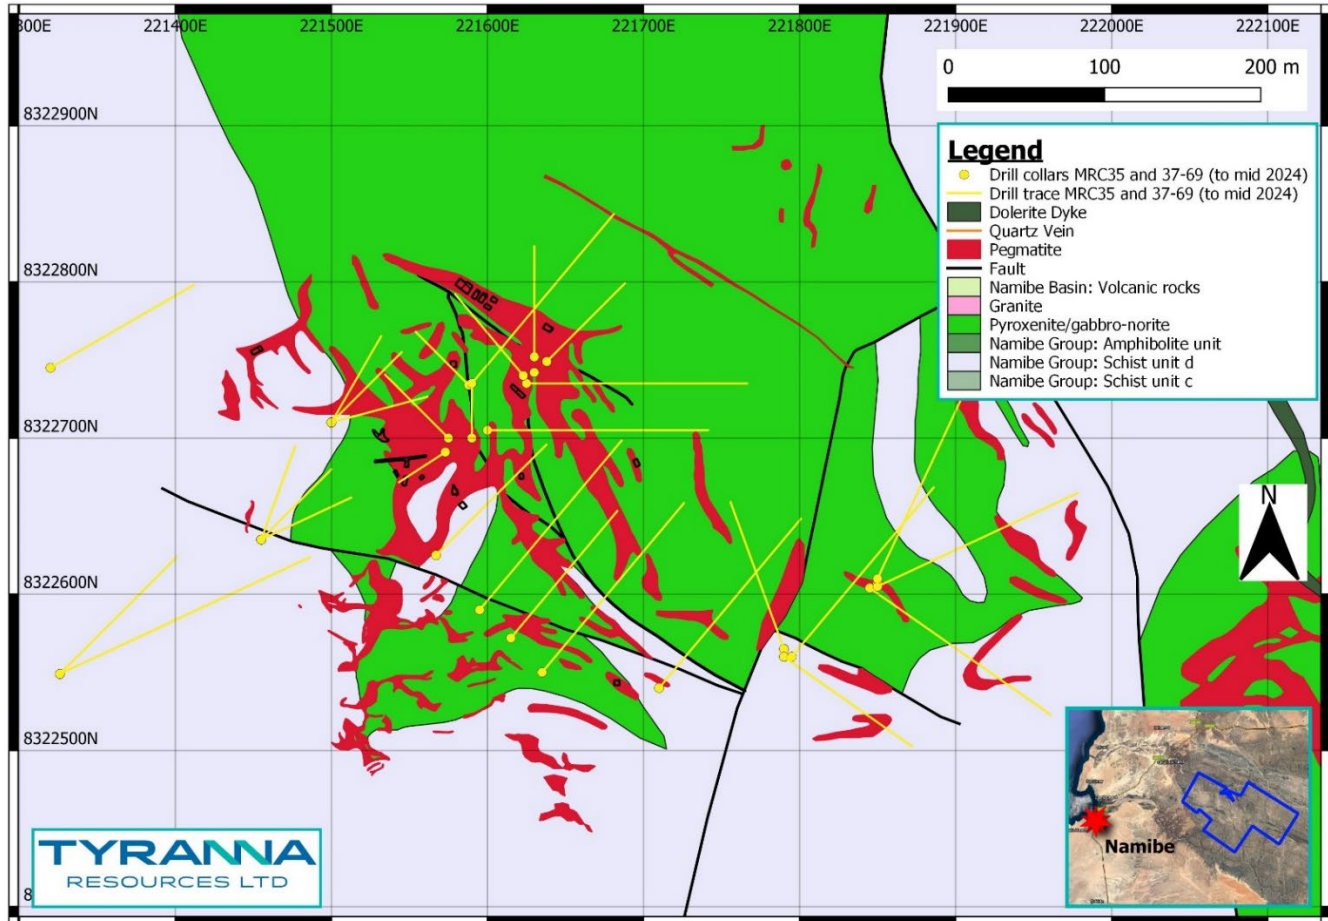 300E
221400E
221500E
221600E
221700E
221800E
221900E
222000E
222100E
0 100 200 m
8322900N
8322800N
8322700N
8322600N
8322500N
8
Legend
Drill collars MRC35 and 37-69 (to mid 2024)
Drill trace MRC35 and 37-69 (to mid 2024)
Dolerite Dyke
Quartz Vein
Pegmatite
Fault
Namibe Basin: Volcanic rocks
Granite
Pyroxenite/gabbro-norite
Namibe Group: Amphibolite unit
Namibe Group: Schist unit d
Namibe Group: Schist unit c
N
Namibe
TYRANNA
RESOURCES LTD